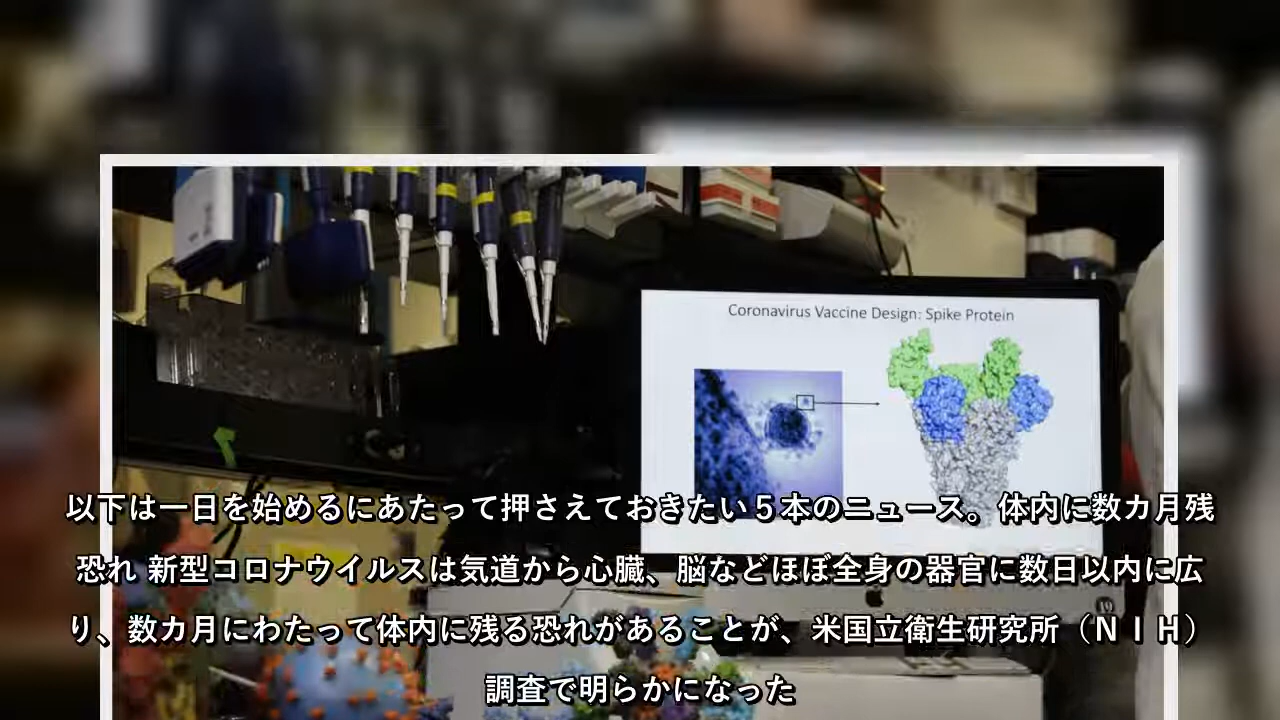 Coronavirus Vaccine Design: Spike Protein
以下は一日を始めるにあたって押さえておきたい５本のニュース。体内に数カ月残
恐れ 新型コロナウイルスは気道から心臓、脳などほぼ全身の器官に数日以内に広
り、数カ月にわたって体内に残る恐れがあることが、米国立衛生研究所（ＮＩＨ）
調査で明らかになった
19